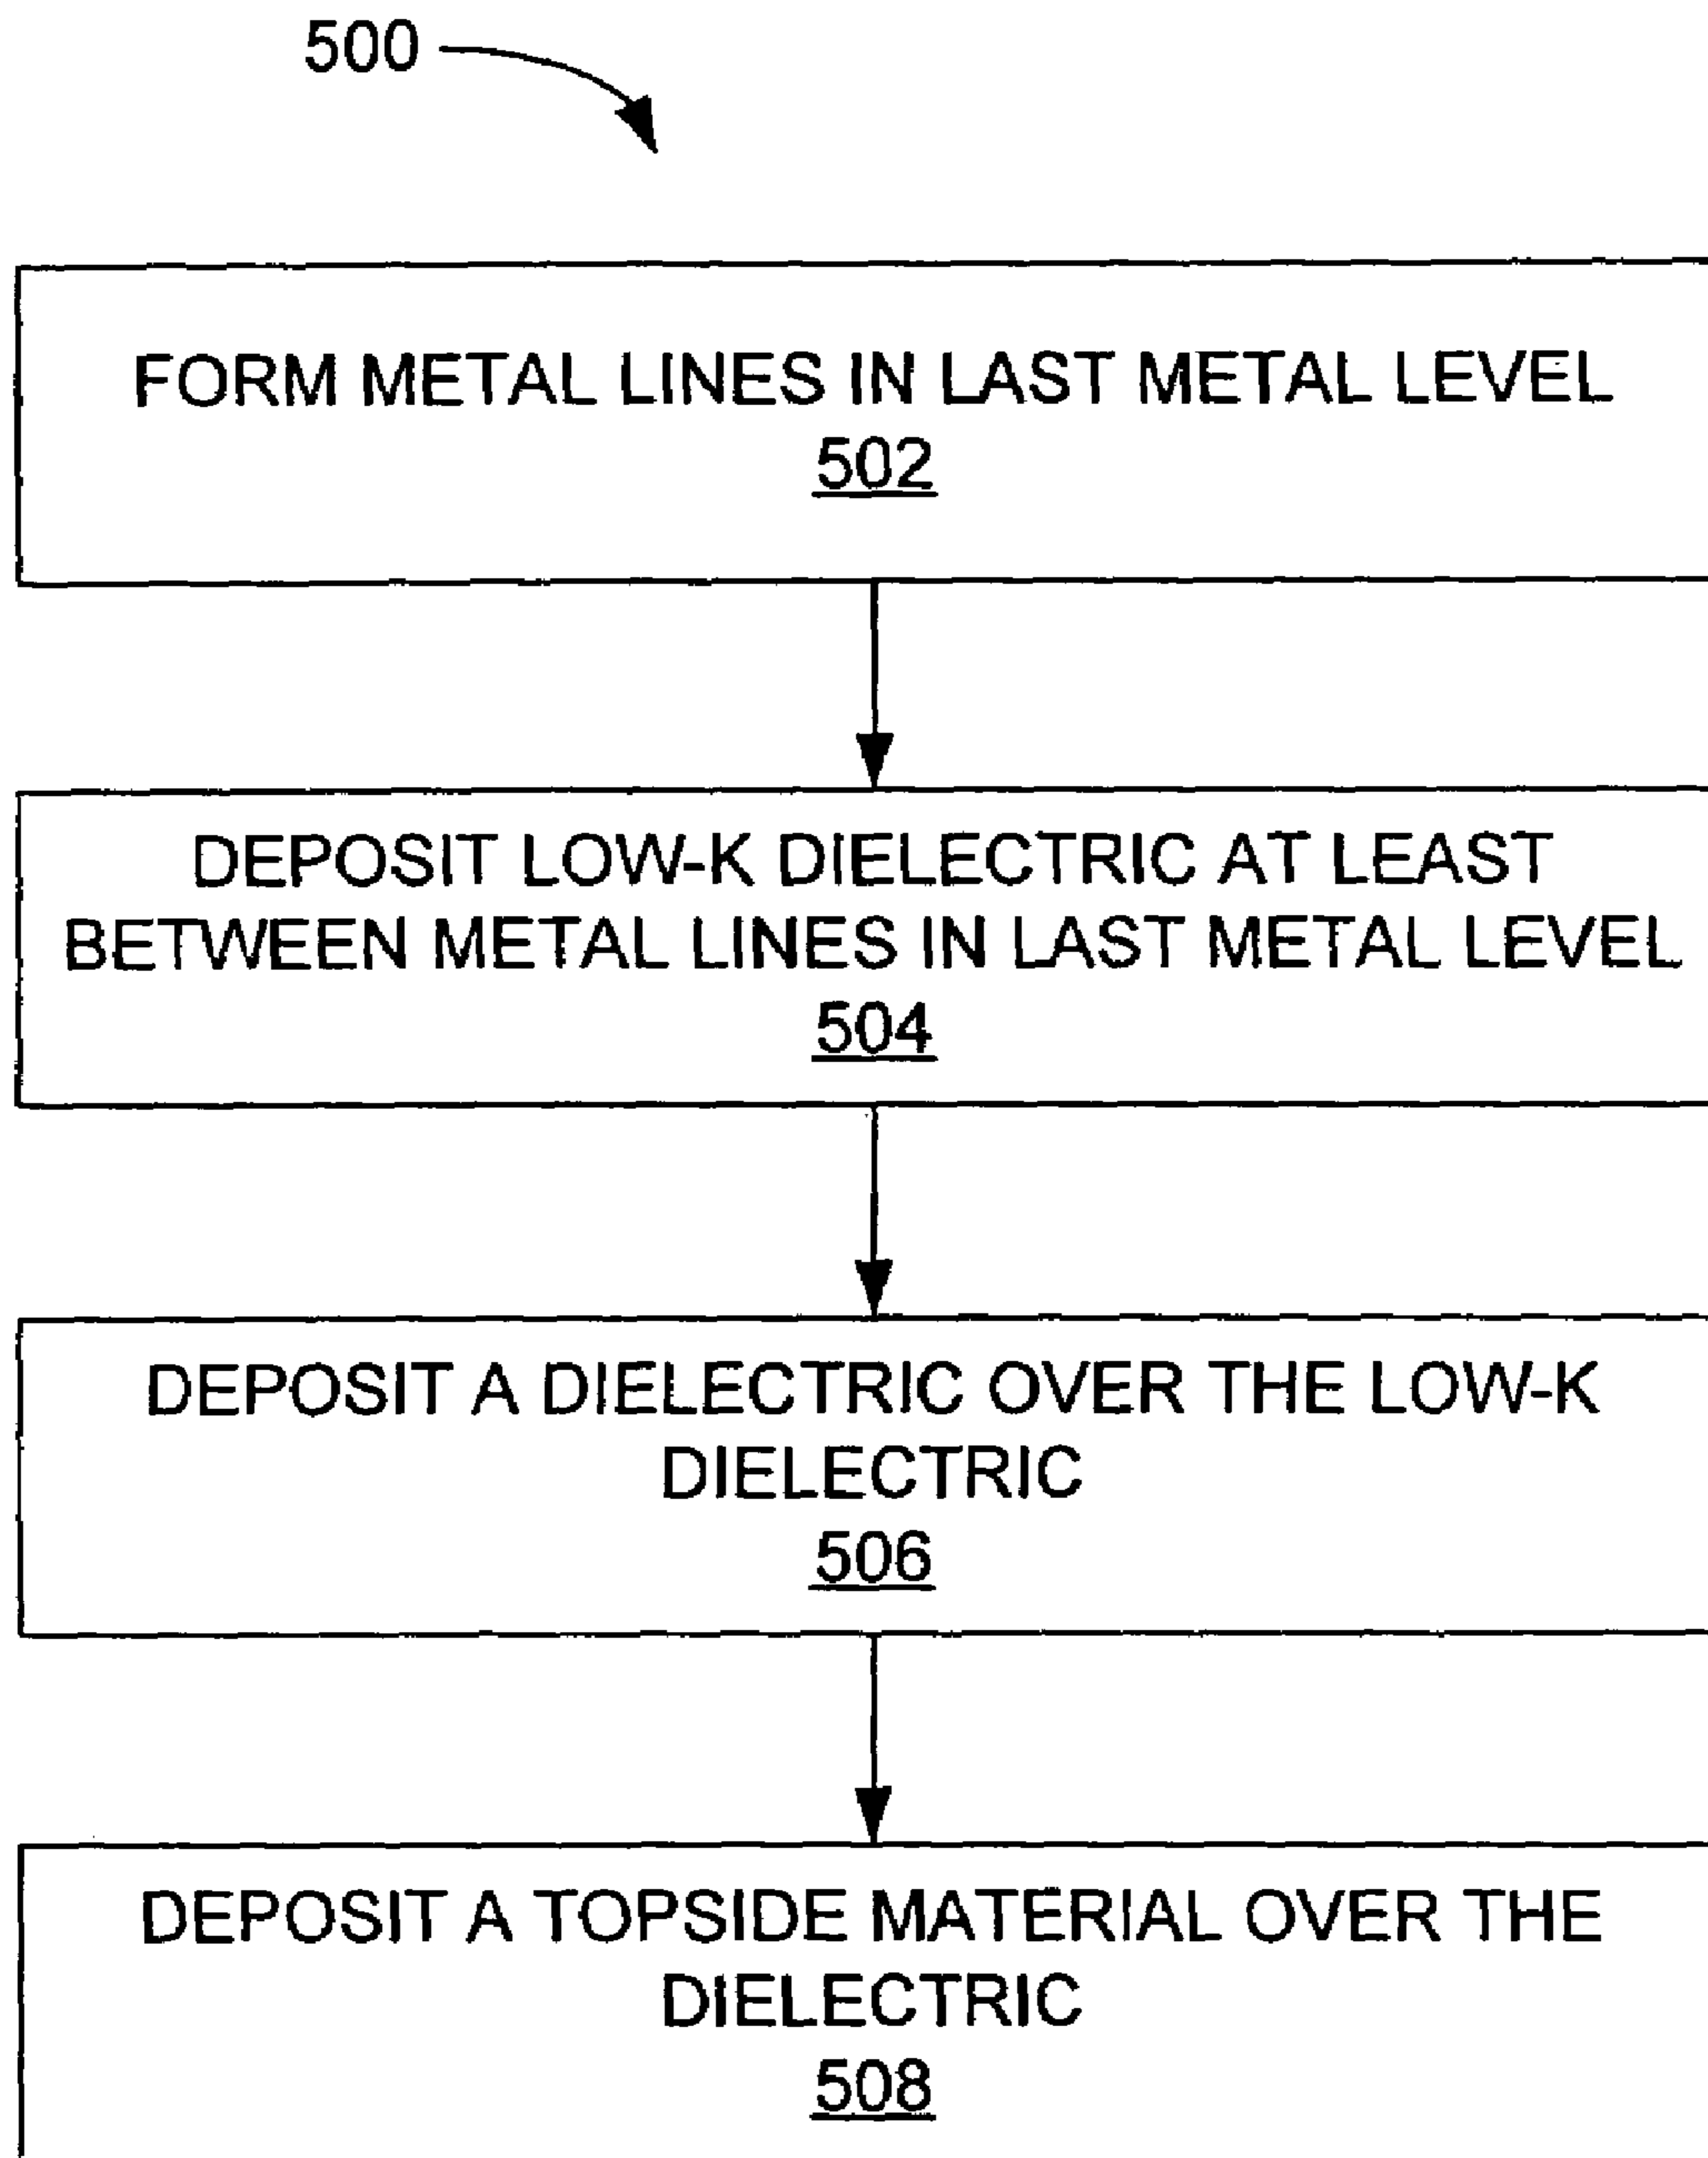 500
FORM METAL LINES IN LAST METAL LEVEL
502
DEPOSIT LOW-K DIELECTRIC AT LEAST
BETWEEN METAL LINES IN LAST METAL LEVEL
504
DEPOSIT A DIELECTRIC OVER THE LOW-K
DIELECTRIC
506
DEPOSIT A TOPSIDE MATERIAL OVER THE
DIELECTRIC
508